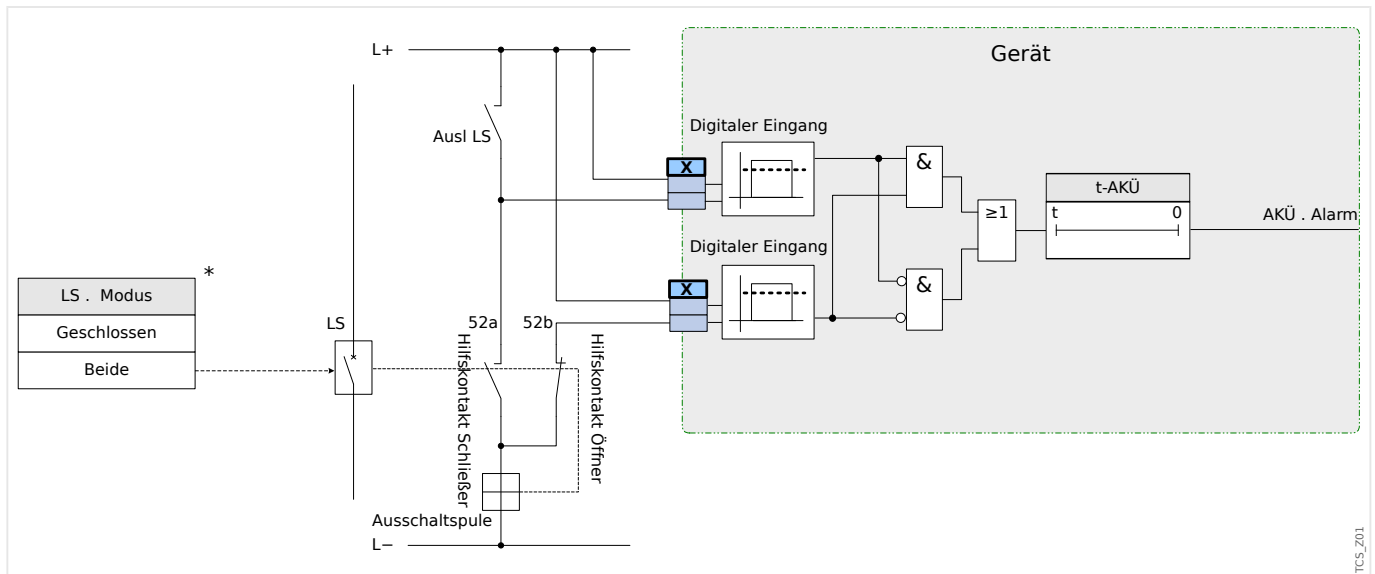 L+
Gerät
Digitaler Eingang
Ausl LS
X
&
t-AKÜ
≥1
t
0
AKÜ . Alarm
Digitaler Eingang
*
X
&
LS . Modus
Geschlossen
Beide
LS
52a
52b
Hilfskontakt Schließer
Hilfskontakt Öffner
Ausschaltspule
L−
TCS_Z01